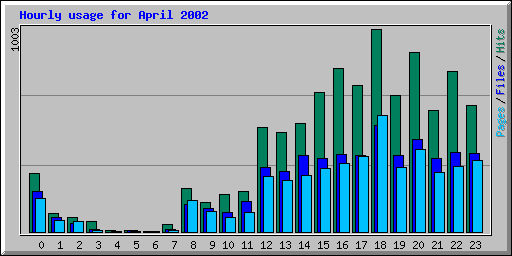 Hourly usage for April 2002
1003
Pages / Files / Hits
0 1 2 3 4 5 6 7 8 9 10 11 12 13 14 15 16 17 18 19 20 21 22 23